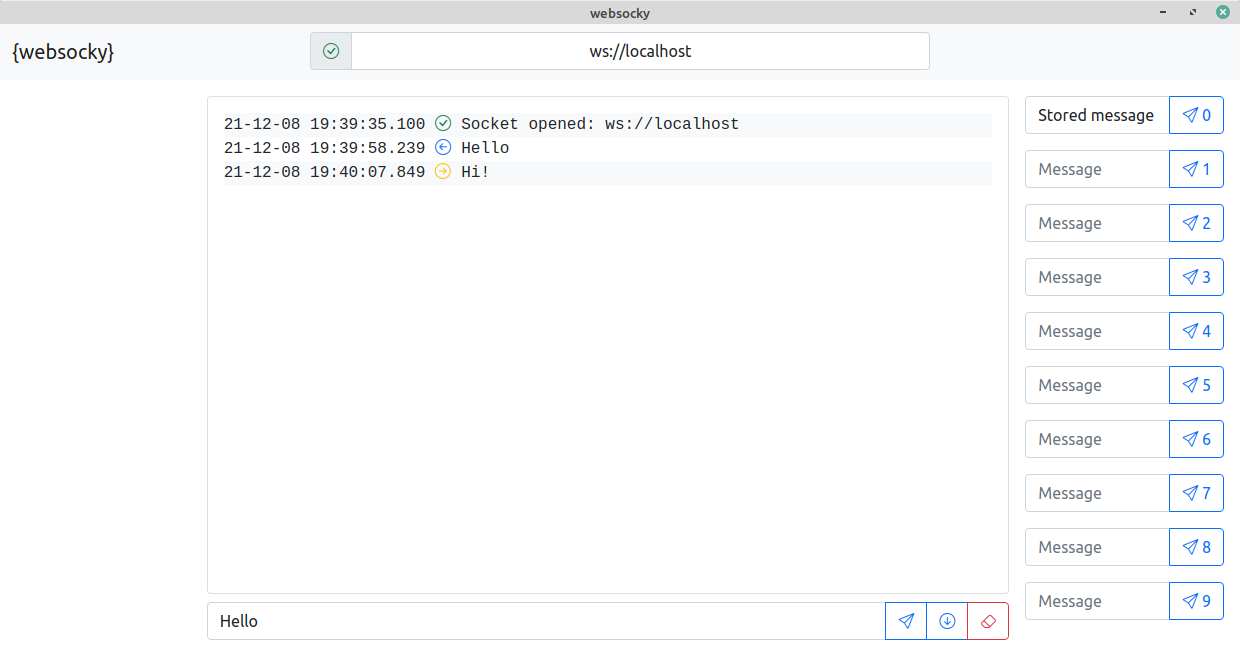 websocky
{websocky}
ws://localhost
21-12-08 19:39:35.100 Socket opened: ws://localhost
21-12-08 19:39:58.239 Hello
21-12-08 19:40:07.849 Hi!
Hello
Stored message 0
Message 1
Message 2
Message 3
Message 4
Message 5
Message 6
Message 7
Message 8
Message 9